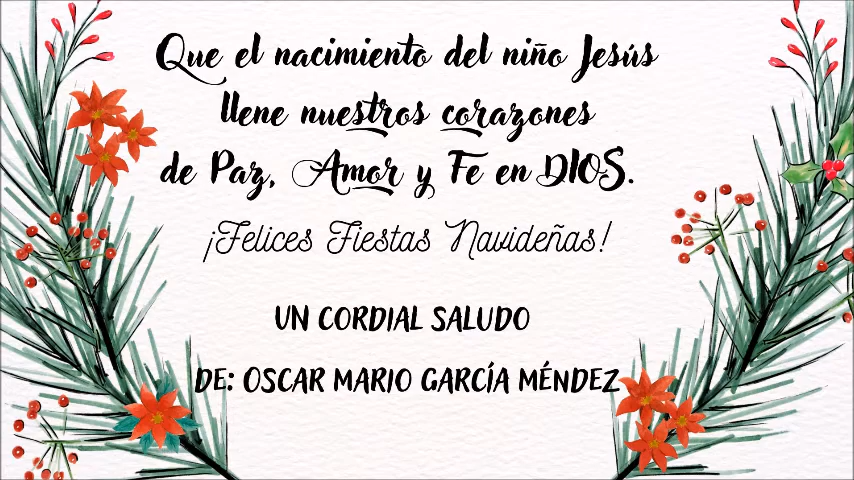 Que el nacimiento del niño Jesús
llene nuestros corazones
de Paz, Amor y Fe en DIOS.
¡Felices Fiestas Navideñas!
UN CORDIAL SALUDO
DE: OSCAR MARIO GARCÍA MÉNDEZ